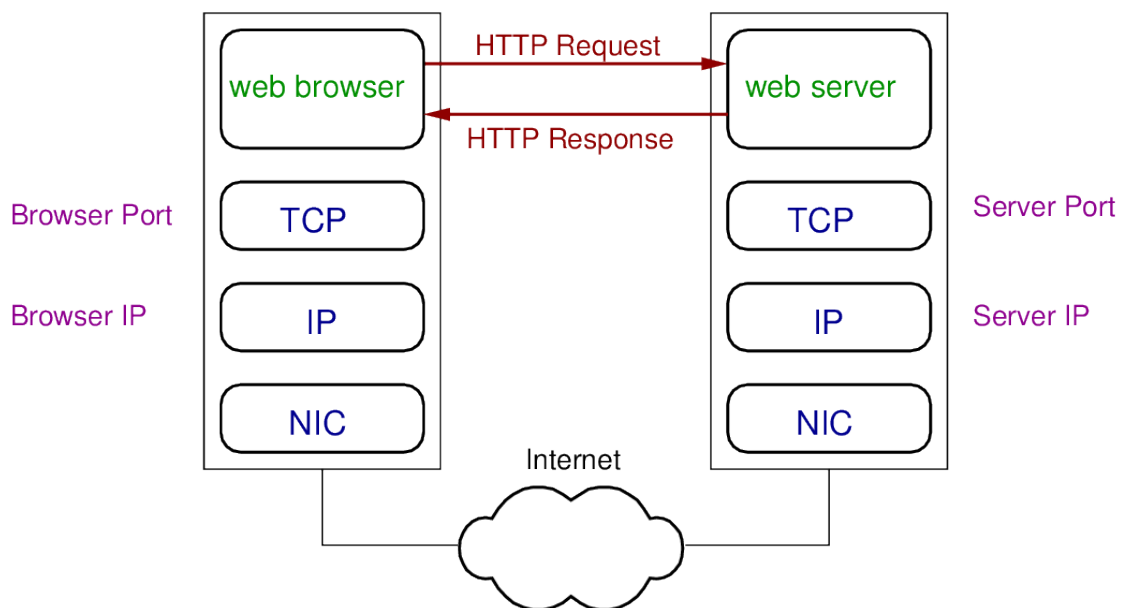 HTTP Request
web browser
web server
HTTP Response
Browser Port
TCP
TCP
Server Port
Browser IP
IP
IP
Server IP
NIC
NIC
Internet